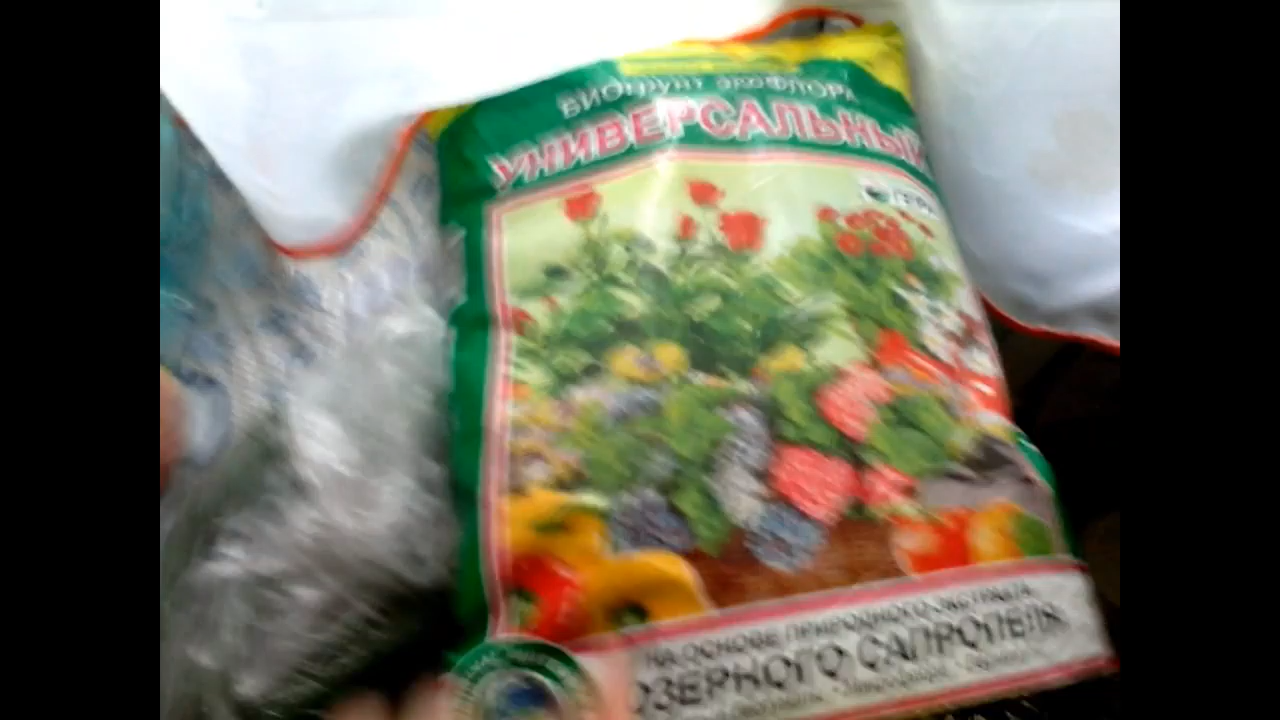 БИОгрунт экоФЛОРА
УНИВЕРСАЛЬНЫЙ
НА ОСНОВЕ ПРИРОДНОГО ЭКСТРАКТА
ОЗЕРНОГО САПРОПЕЛЯ